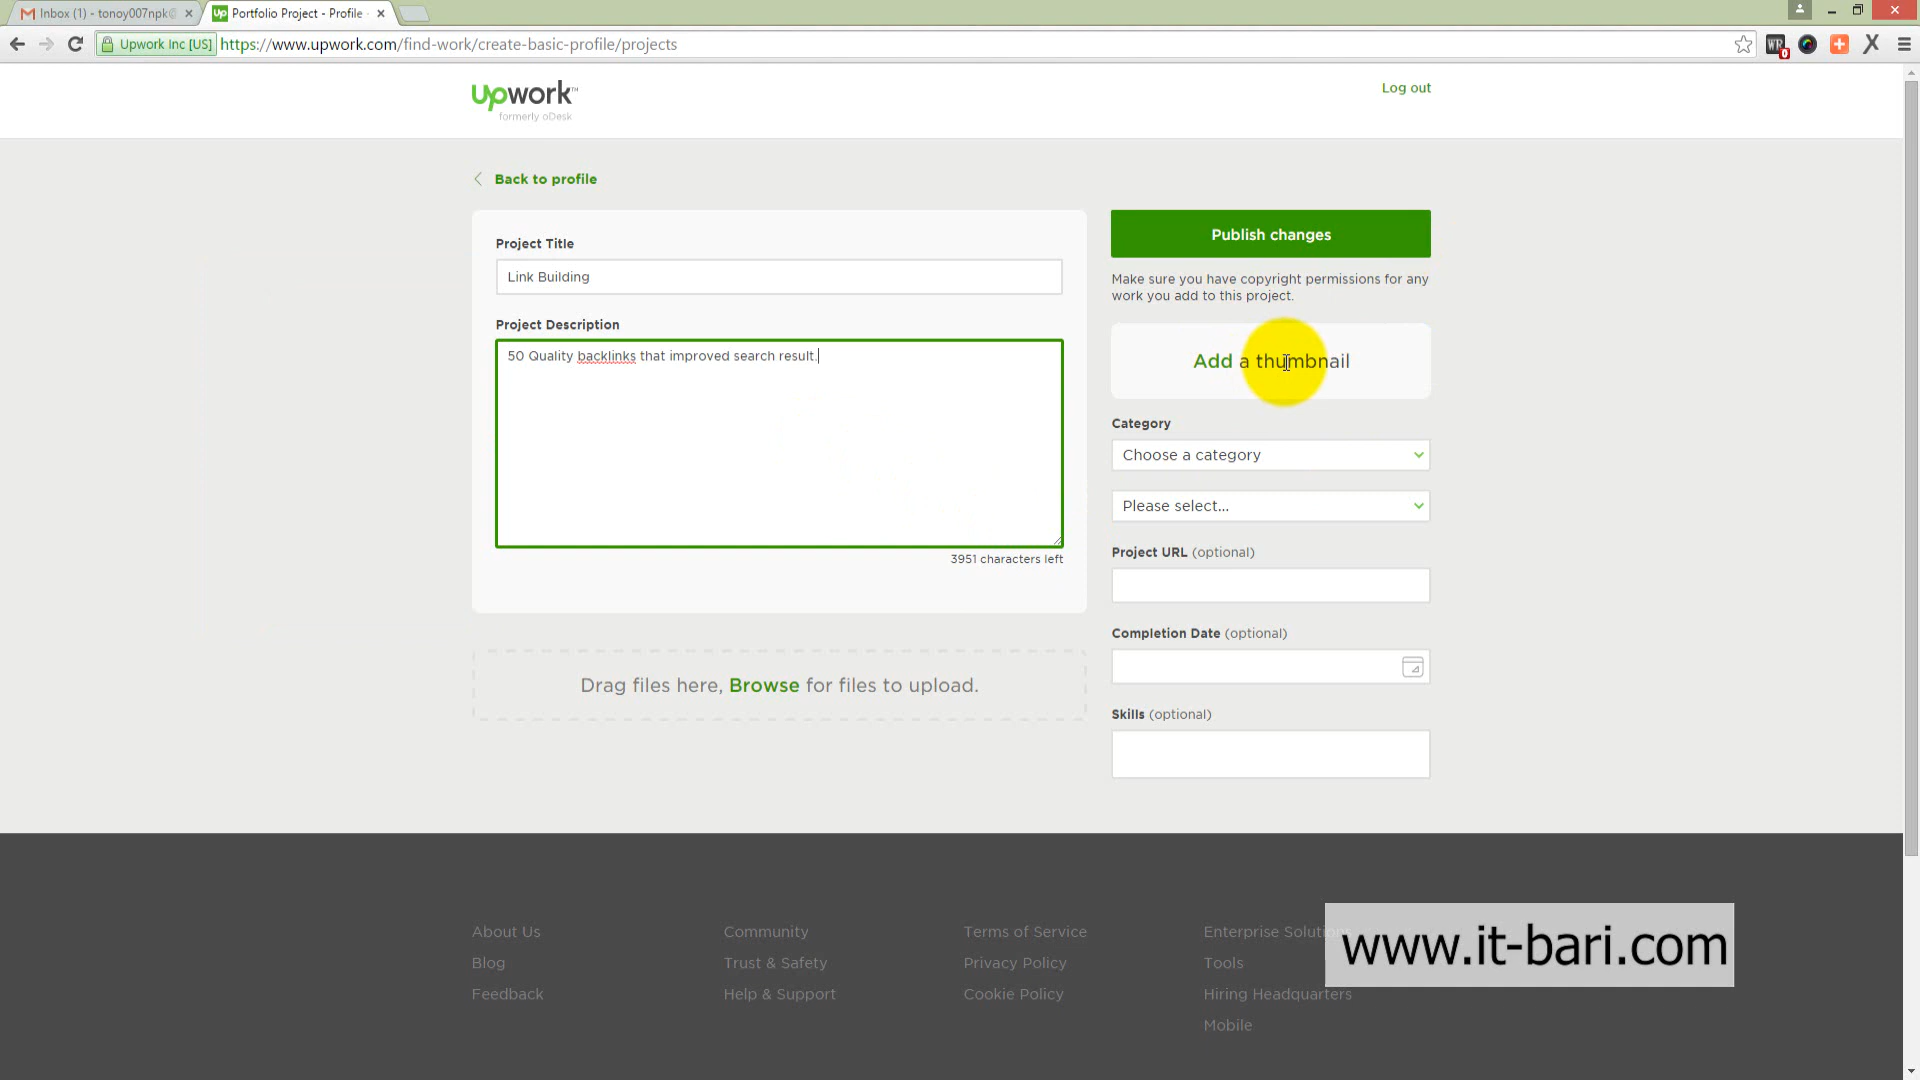 Inbox (1) - tonoy007npk@
Portfolio Project - Profile
Upwork Inc [US] https://www.upwork.com/find-work/create-basic-profile/projects
Upwork™
formerly oDesk
Log out
Back to profile
Project Title
Link Building
Project Description
50 Quality backlinks that improved search result.
3951 characters left
Drag files here, Browse for files to upload.
Publish changes
Make sure you have copyright permissions for any
work you add to this project.
Add a thumbnail
Category
Choose a category
Please select...
Project URL (optional)
Completion Date (optional)
Skills (optional)
About Us
Blog
Feedback
Community
Trust & Safety
Help & Support
Terms of Service
Privacy Policy
Cookie Policy
Enterprise Solutions
Tools
Hiring Headquarters
Mobile
www.it-bari.com